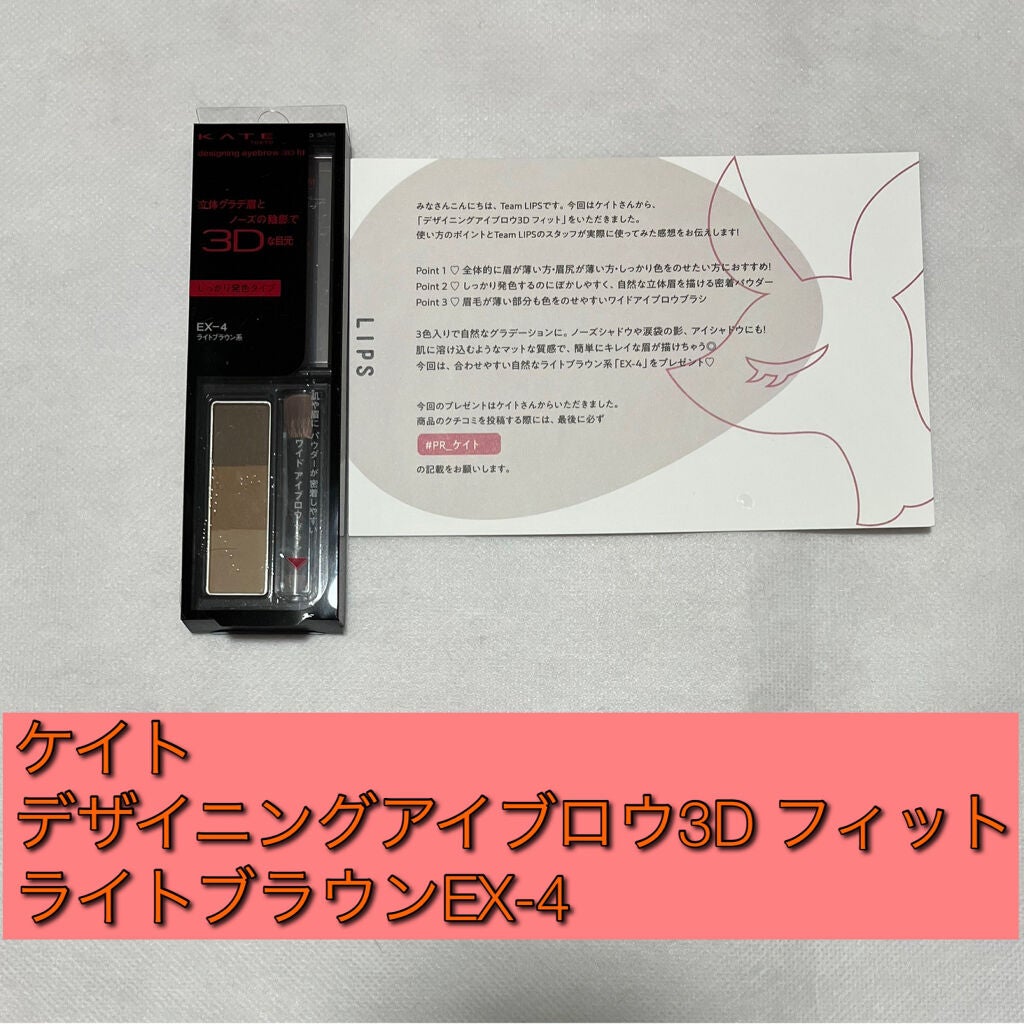 KATE
TOKYO
designing eyebrow 3D fit
立体グラデ眉と
ノーズの陰影で
3Dな目元
しっかり発色タイプ
EX-4
ライトブラウン系
肌や眉にパウダーが密着しやすい
ワイド アイブロウ
LIPS
みなさんこんにちは、Team LIPSです。今回はケイトさんから、
「デザイニングアイブロウ3D フィット」をいただきました。
使い方のポイントとTeam LIPSのスタッフが実際に使ってみた感想をお伝えします!
Point 1 ♡ 全体的に眉が薄い方・眉尻が薄い方・しっかり色をのせたい方におすすめ!
Point 2 ♡ しっかり発色するのにぼかしやすく、自然な立体眉を描ける密着パウダー
Point 3 ♡ 眉毛が薄い部分も色をのせやすいワイドアイブロウブラシ
3色入りで自然なグラデーションに。ノーズシャドウや涙袋の影、アイシャドウにも!
肌に溶け込むようなマットな質感で、簡単にキレイな眉が描けちゃう◎
今回は、合わせやすい自然なライトブラウン系「EX-4」をプレゼント♡
今回のプレゼントはケイトさんからいただきました。
商品のクチコミを投稿する際には、最後に必ず
#PR_ケイト
の記載をお願いします。
ケイト
デザイニングアイブロウ3D フィット
ライトブラウンEX-4